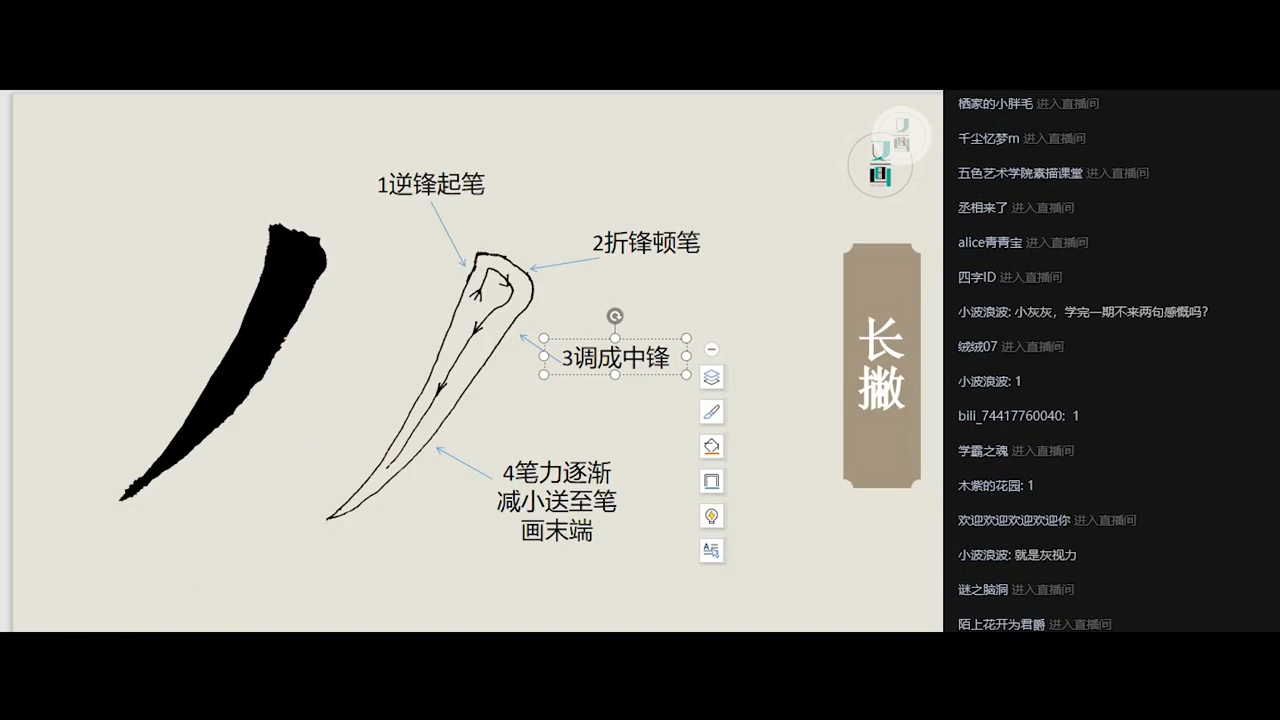 1逆锋起笔
2折锋顿笔
3调成中锋
4笔力逐渐
减小送至笔
画末端
长
撇
栖家的小胖毛 进入直播间
千尘忆梦m 进入直播间
五色艺术学院素描课堂 进入直播间
丞相来了 进入直播间
alice青青宝 进入直播间
四字ID 进入直播间
小波浪波: 小灰灰，学完一期不来两句感慨吗?
绒绒07 进入直播间
小波浪波: 1
bili_74417760040: 1
学霸之魂 进入直播间
木紫的花园: 1
欢迎欢迎欢迎欢迎你 进入直播间
小波浪波: 就是灰视力
谜之脑洞 进入直播间
陌上花开为君爵 进入直播间